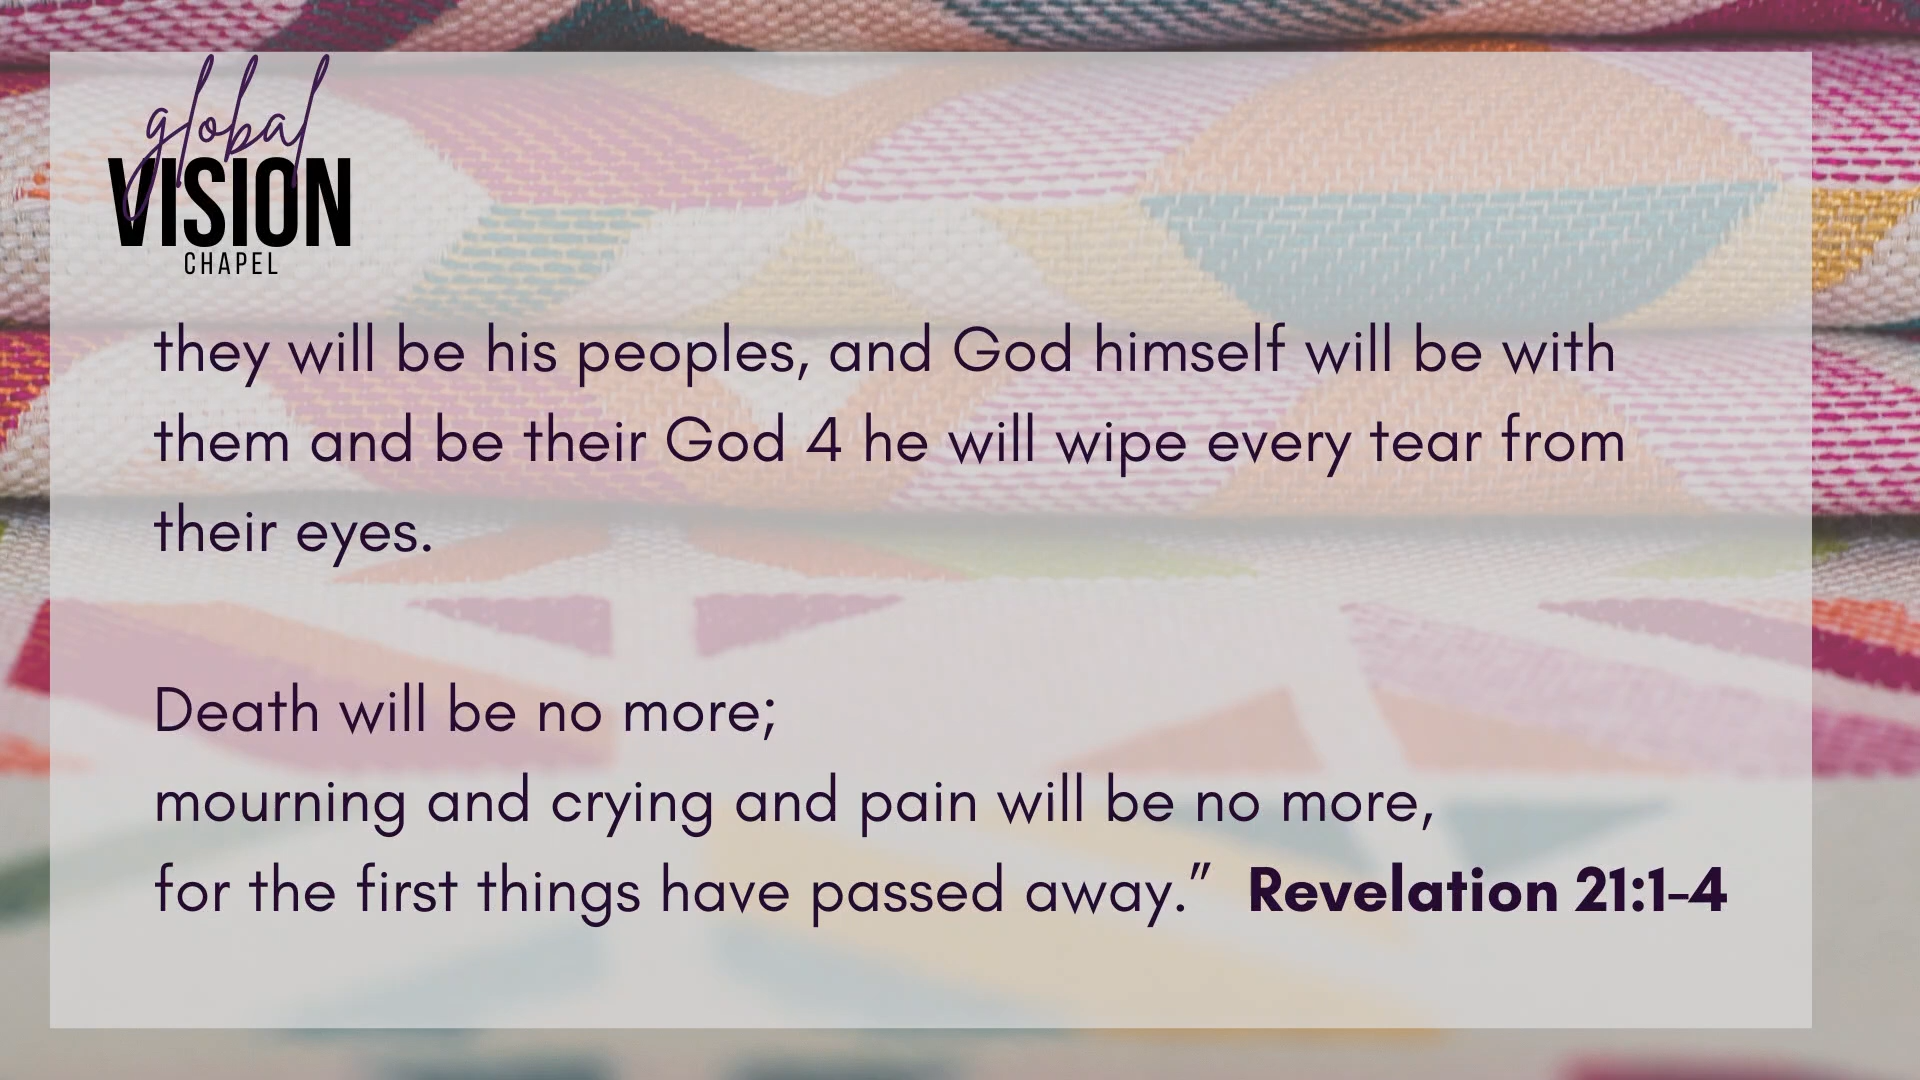 global
VISION
CHAPEL
they will be his peoples, and God himself will be with
them and be their God 4 he will wipe every tear from
their eyes.
Death will be no more;
mourning and crying and pain will be no more,
for the first things have passed away.” Revelation 21:1-4